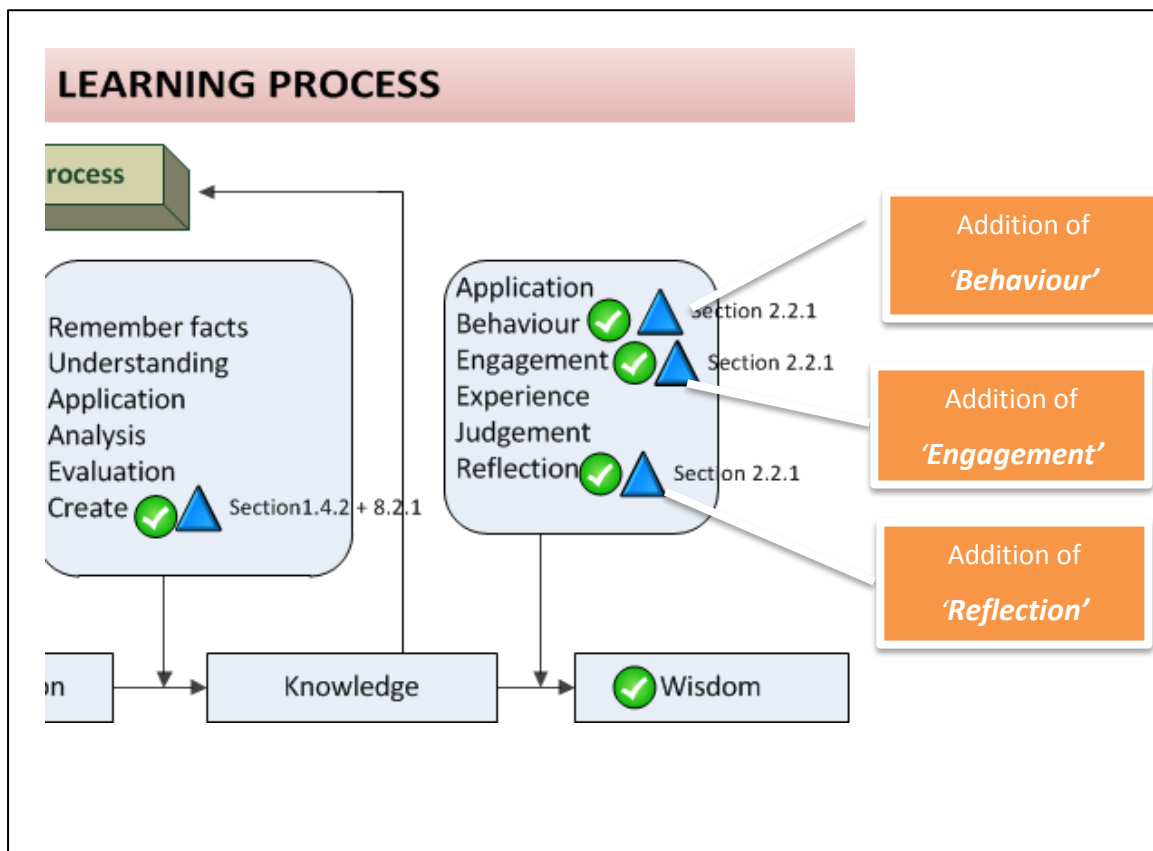 LEARNING PROCESS
rocess
Remember facts
Understanding
Application
Analysis
Evaluation
Create Section1.4.2 + 8.2.1
Application
Behaviour Section 2.2.1
Engagement Section 2.2.1
Experience
Judgement
Reflection Section 2.2.1
Addition of
‘Behaviour’
Addition of
‘Engagement’
Addition of
‘Reflection’
on
Knowledge
Wisdom